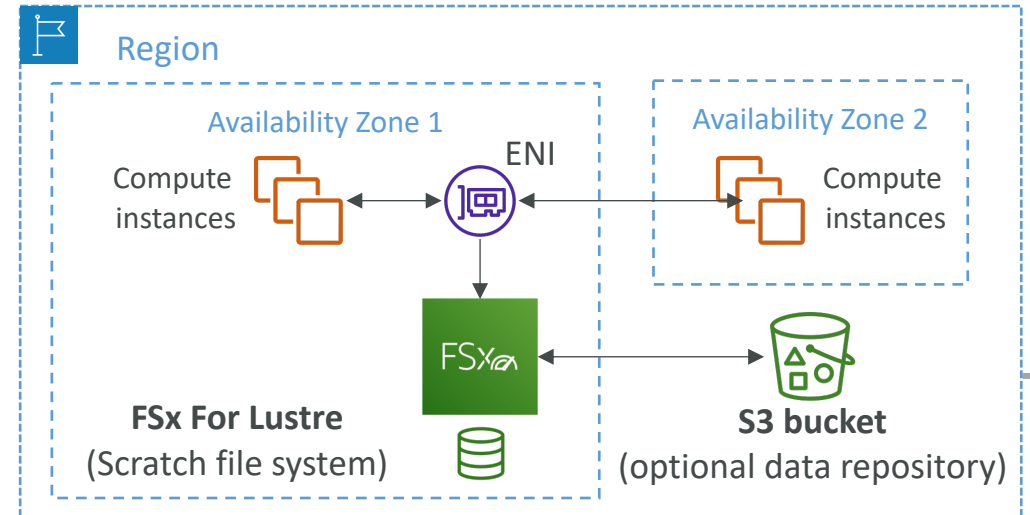 Region
Availability Zone 1
Availability Zone 2
ENI
Compute
instances
Compute
instances
FSx
FSx For Lustre
(Scratch file system)
S3 bucket
(optional data repository)